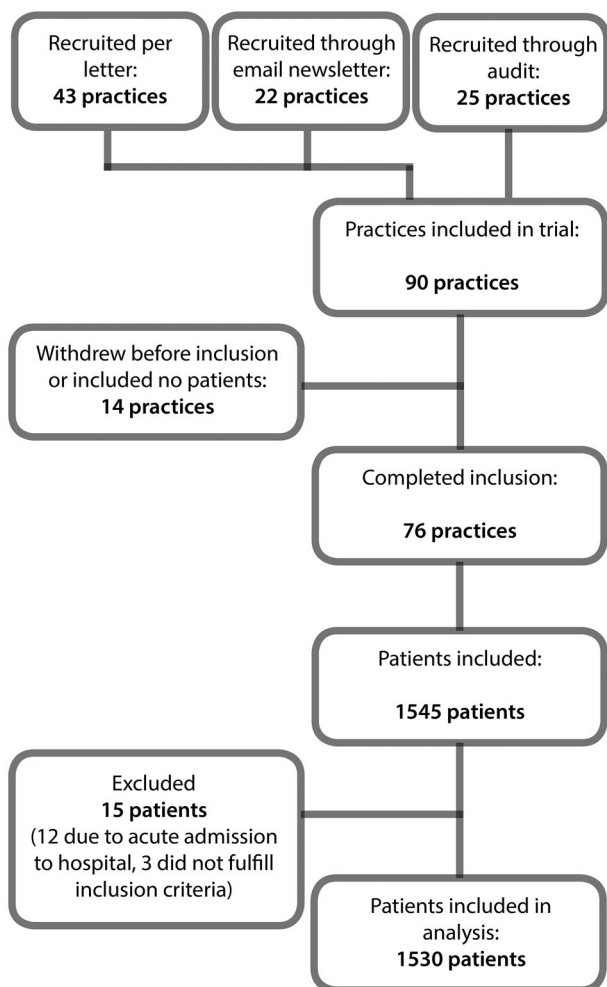 Recruited per
letter:
43 practices
Recruited through
email newsletter:
22 practices
Recruited through
audit:
25 practices
Practices included in trial:
90 practices
Withdrew before inclusion
or included no patients:
14 practices
Completed inclusion:
76 practices
Patients included:
1545 patients
Excluded
15 patients
(12 due to acute admission
to hospital, 3 did not fulfill
inclusion criteria)
Patients included in
analysis:
1530 patients